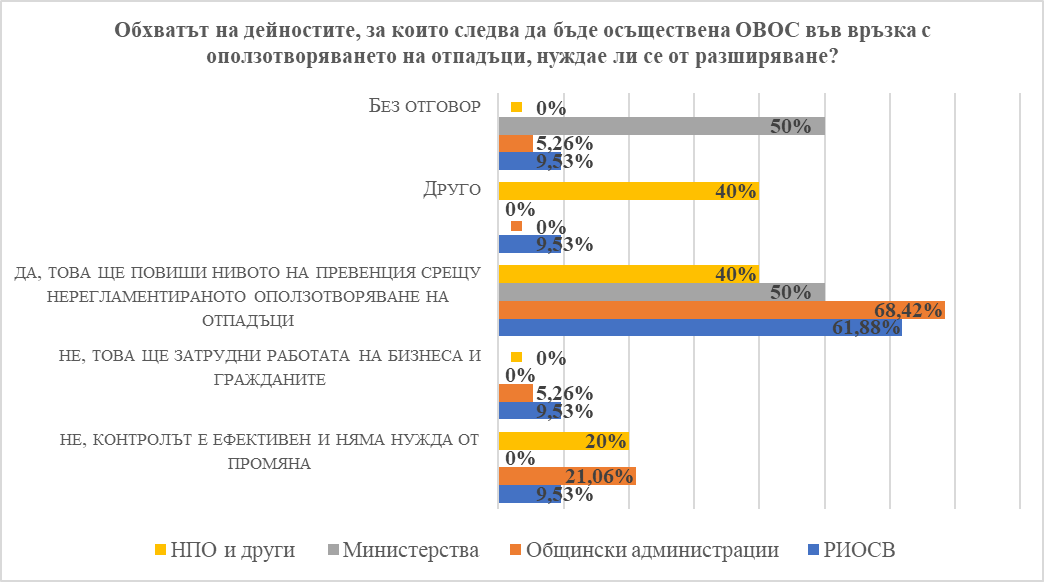 Обхватът на дейностите, за които следва да бъде осъществена ОВОС във връзка с
оползотворяването на отпадъци, нуждае ли се от разширяване?
БЕЗ ОТГОВОР
0%
50%
5,26%
9,53%
ДРУГО
40%
0%
0%
9,53%
ДА, ТОВА ЩЕ ПОВИШИ НИВОТО НА ПРЕВЕНЦИЯ СРЕЩУ
НЕРЕГЛАМЕНТИРАНОТО ОПОЛЗОТВОРЯВАНЕ НА
ОТПАДЪЦИ
40%
50%
68,42%
61,88%
НЕ, ТОВА ЩЕ ЗАТРУДНИ РАБОТАТА НА БИЗНЕСА И
ГРАЖДАНИТЕ
0%
0%
5,26%
9,53%
НЕ, КОНТРОЛЪТ Е ЕФЕКТИВЕН И НЯМА НУЖДА ОТ
ПРОМЯНА
20%
0%
21,06%
9,53%
НПО и други Министерства Общински администрации РИОСВ